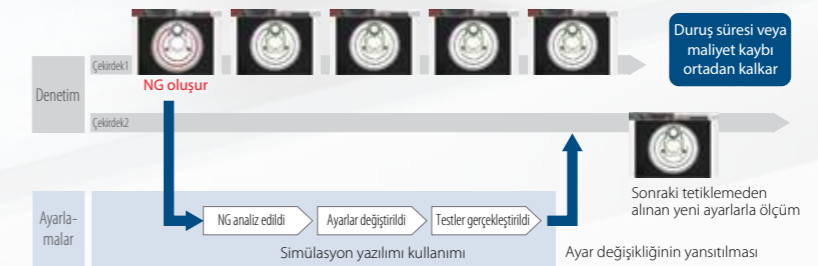 Denetim
Çekirdek1
NG oluşur
Duruş süresi veya
maliyet kaybı
ortadan kalkar
Çekirdek2
Sonraki tetiklemeden
alınan yeni ayarlarla ölçüm
Ayarla-
malar
NG analiz edildi
Ayarlar değiştirildi
Testler gerçekleştirildi
Simülasyon yazılımı kullanımı
Ayar değişikliğinin yansıtılması